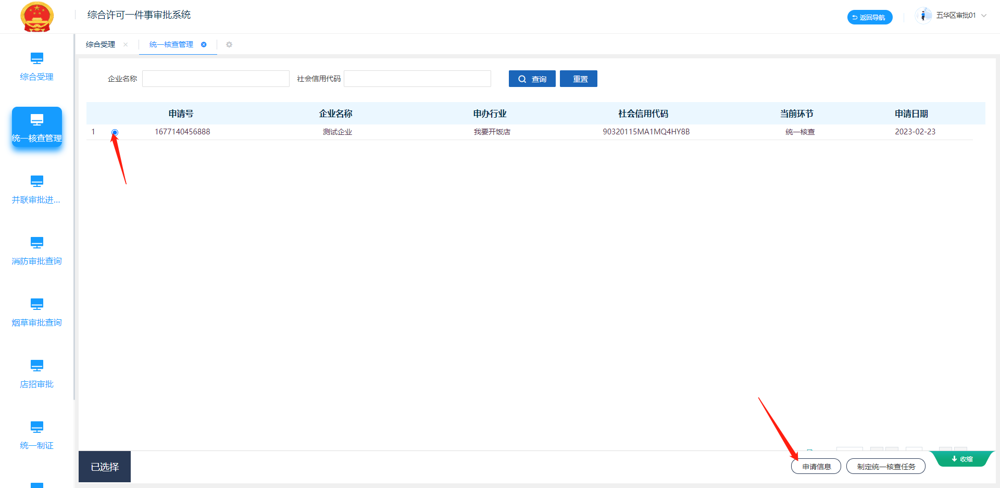 综合许可一件事审批系统
返回导航
五华区审批01
综合受理
统一核查管理
综合受理
统一核查管理
并联审批进...
消防审批查询
烟草审批查询
店招审批
统一制证
企业名称
社会信用代码
查询
重置
申请号 企业名称 申办行业 社会信用代码 当前环节 申请日期
1 1677140456888 测试企业 我要开饭店 90320115MA1MQ4HY8B 统一核查 2023-02-23
已选择
申请信息
制定统一核查任务
收缩